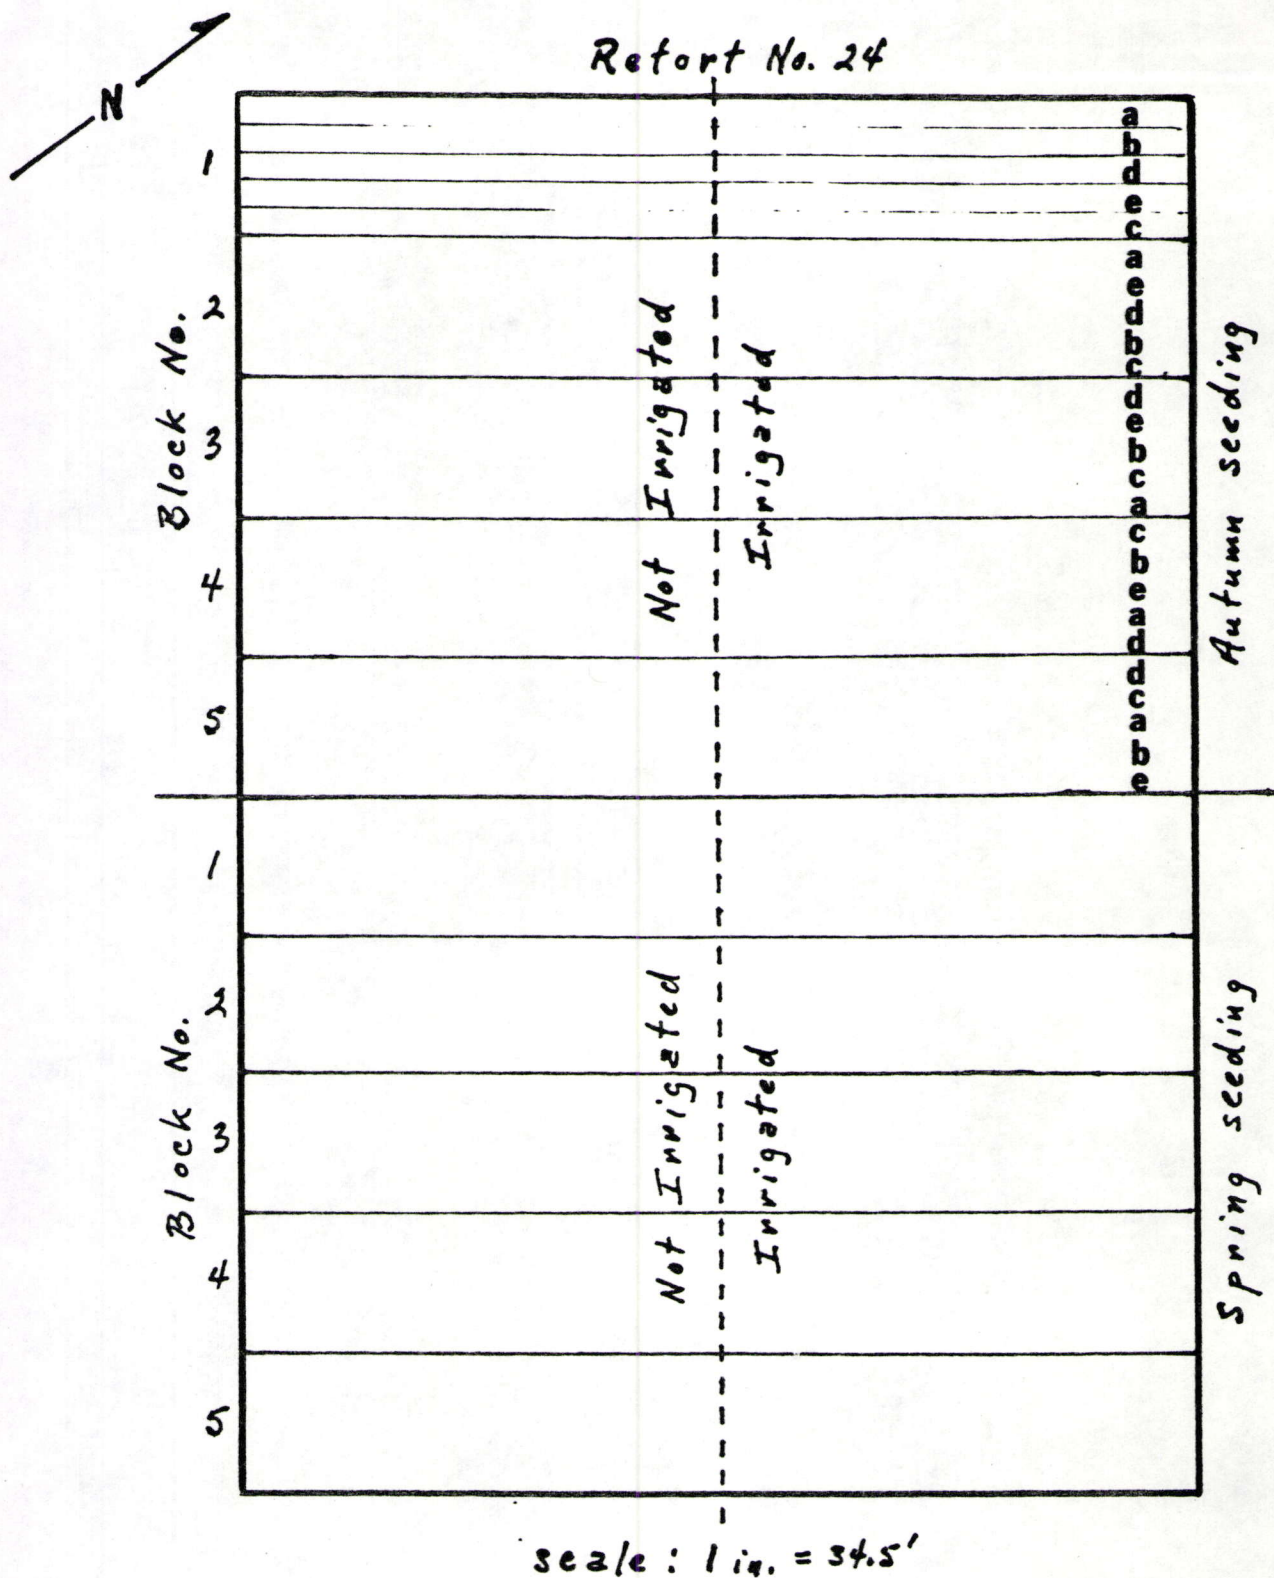 Retort No. 24
N
Block No.
1
2
3
4
5
Not Irrigated
Irrigated
a
b
d
e
c
a
e
d
b
c
Autumn seeding
Block No.
1
2
3
4
5
Not Irrigated
Irrigated
Spring seeding
scale : 1 in. = 34.5'